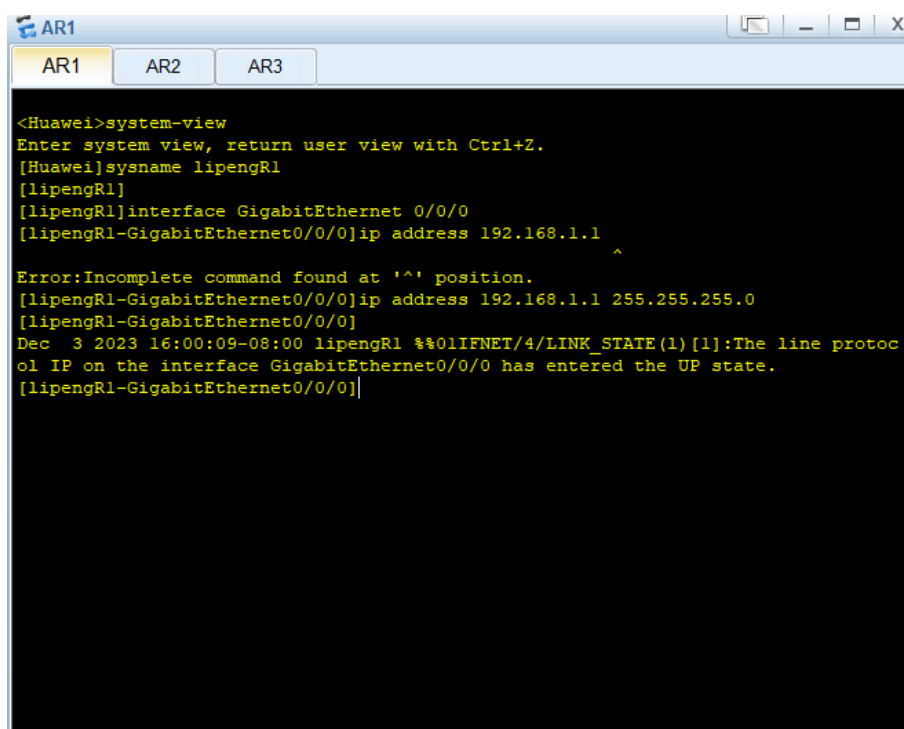 AR1
AR1 AR2 AR3
<Huawei>system-view
Enter system view, return user view with Ctrl+Z.
[Huawei]sysname lipengR1
[lipengR1]
[lipengR1]interface GigabitEthernet 0/0/0
[lipengR1-GigabitEthernet0/0/0]ip address 192.168.1.1
^
Error:Incomplete command found at '^' position.
[lipengR1-GigabitEthernet0/0/0]ip address 192.168.1.1 255.255.255.0
[lipengR1-GigabitEthernet0/0/0]
Dec  3 2023 16:00:09-08:00 lipengR1 %%01IFNET/4/LINK_STATE(l)[1]:The line protoc
ol IP on the interface GigabitEthernet0/0/0 has entered the UP state.
[lipengR1-GigabitEthernet0/0/0]